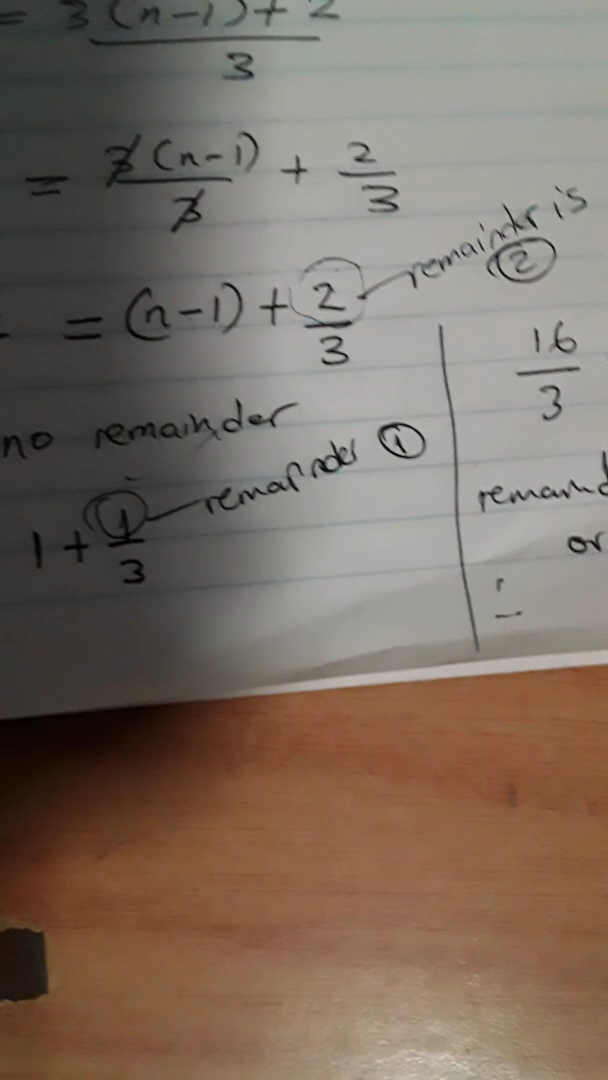 = 3(n-1)+2
3
= 3(n-1) + 2
3 3
= (n-1) + 2 remainder is
3 2
no remainder
1 + 1 remainder 1
3
16
3
remaind
or